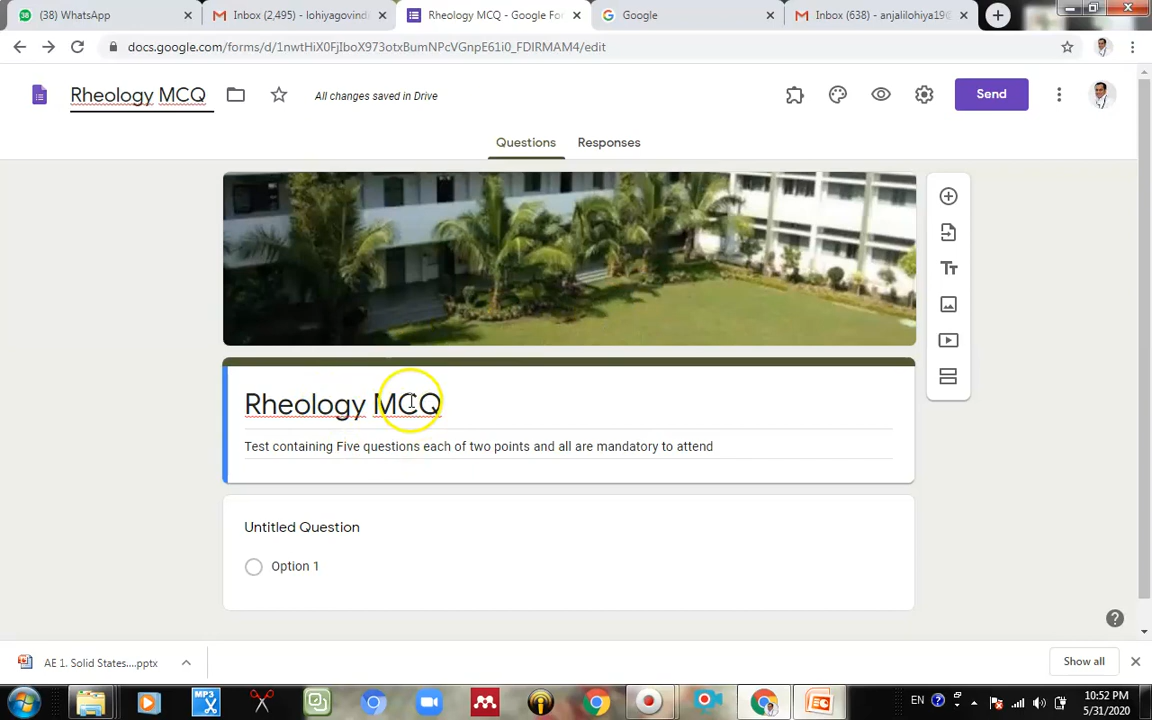 (38) WhatsApp
Inbox (2,495) - lohiyagovind
Rheology MCQ - Google Fo
Google
Inbox (638) - anjalilohiya19@
docs.google.com/forms/d/1nwtHiX0FJIboX973otxBumNPcVGnpE61i0_FDIRMAM4/edit
Rheology MCQ
All changes saved in Drive
Send
Questions
Responses
Rheology MCQ
Test containing Five questions each of two points and all are mandatory to attend
Untitled Question
Option 1
AE 1. Solid States....pptx
Show all
MP3
EN
10:52 PM
5/31/2020